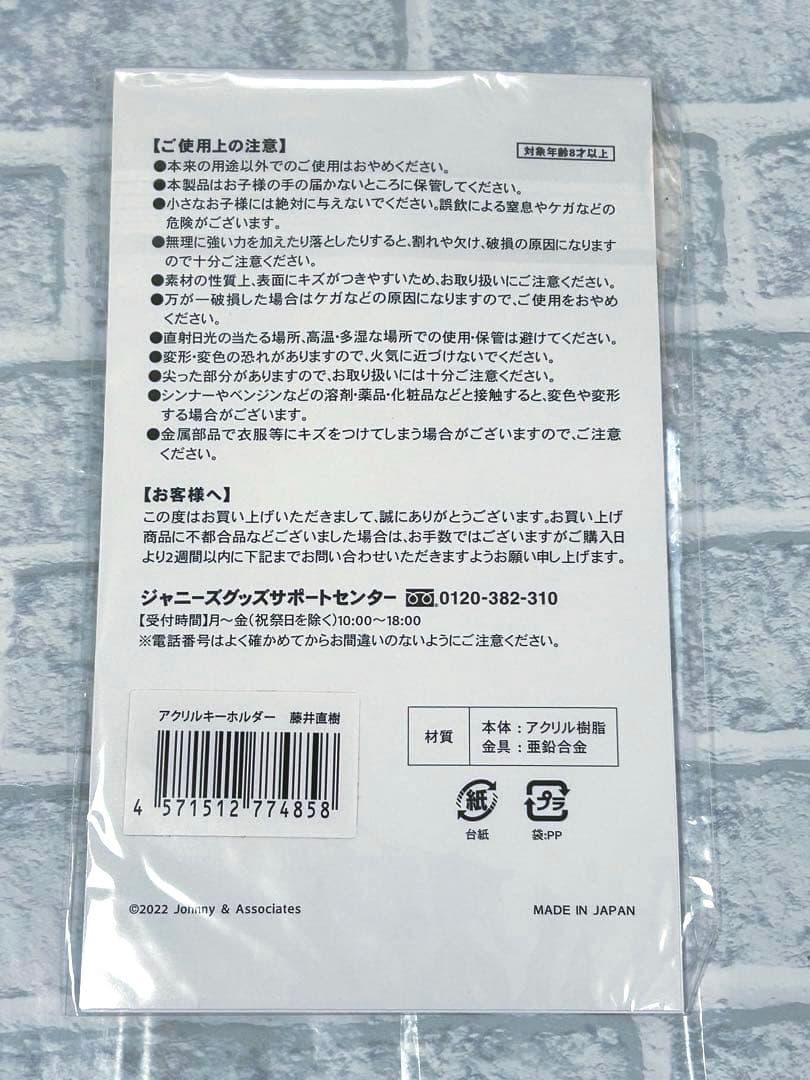 【ご使用上の注意】
対象年齢8才以上
●本来の用途以外でのご使用はおやめください。
●本製品はお子様の手の届かないところに保管してください。
●小さなお子様には絶対に与えないでください。誤飲による窒息やケガなどの
危険がございます。
●無理に強い力を加えたり落としたりすると、割れや欠け、破損の原因になります
ので十分ご注意ください。
●素材の性質上、表面にキズがつきやすいため、お取り扱いにご注意ください。
●万が一破損した場合はケガなどの原因になりますので、ご使用をおやめ
ください。
●直射日光の当たる場所、高温・多湿な場所での使用・保管は避けてください。
●変形・変色の恐れがありますので、火気に近づけないでください。
●尖った部分がありますので、お取り扱いには十分ご注意ください。
●シンナーやベンジンなどの溶剤・薬品・化粧品などと接触すると、変色や変形
する場合がございます。
●金属部品で衣服等にキズをつけてしまう場合がございますので、ご注意
ください。
【お客様へ】
この度はお買い上げいただきまして、誠にありがとうございます。お買い上げ
商品に不都合品などございました場合は、お手数ではございますがご購入日
より2週間以内に下記までお問い合わせいただきますようお願い申し上げます。
ジャニーズグッズサポートセンター 0120-382-310
【受付時間】月～金(祝祭日を除く)10:00～18:00
※電話番号はよく確かめてからお間違いのないようにご注意ください。
アクリルキーホルダー 藤井直樹
4 571512 774858
材質
本体：アクリル樹脂
金具：亜鉛合金
紙
台紙
プラ
袋:PP
©2022 Johnny & Associates
MADE IN JAPAN